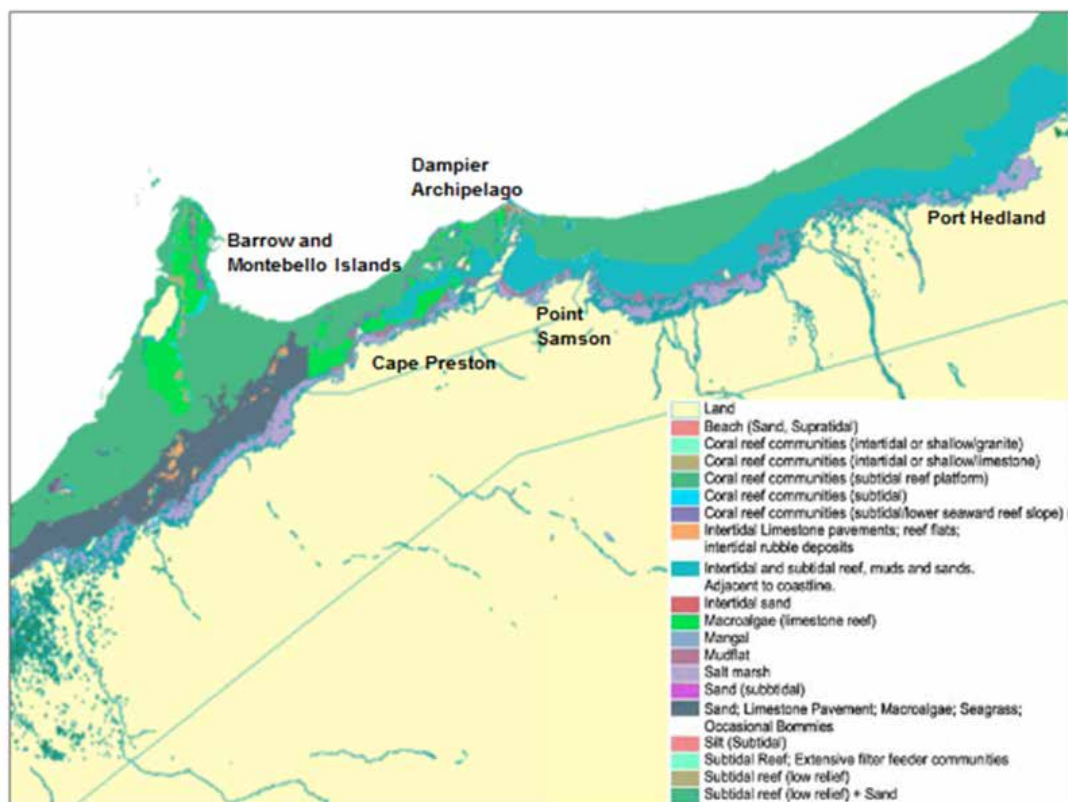 Dampier
Archipelago
Barrow and
Montebello Islands
Port Hedland
Point
Samson
Cape Preston
Land
Beach (Sand, Supratidal)
Coral reef communities (intertidal or shallow/granite)
Coral reef communities (intertidal or shallow/limestone)
Coral reef communities (subtidal reef platform)
Coral reef communities (subtidal)
Coral reef communities (subtidal/lower seaward reef slope)
Intertidal Limestone pavements; reef flats;
intertidal rubble deposits
Intertidal and subtidal reef, muds and sands.
Adjacent to coastline.
Intertidal sand
Macroalgae (limestone reef)
Mangal
Mudflat
Salt marsh
Sand (subbtidal)
Sand; Limestone Pavement; Macroalgae; Seagrass;
Occasional Bommies
Silt (Subtidal)
Subtidal Reef; Extensive filter feeder communities
Subtidal reef (low relief)
Subtidal reef (low relief) + Sand